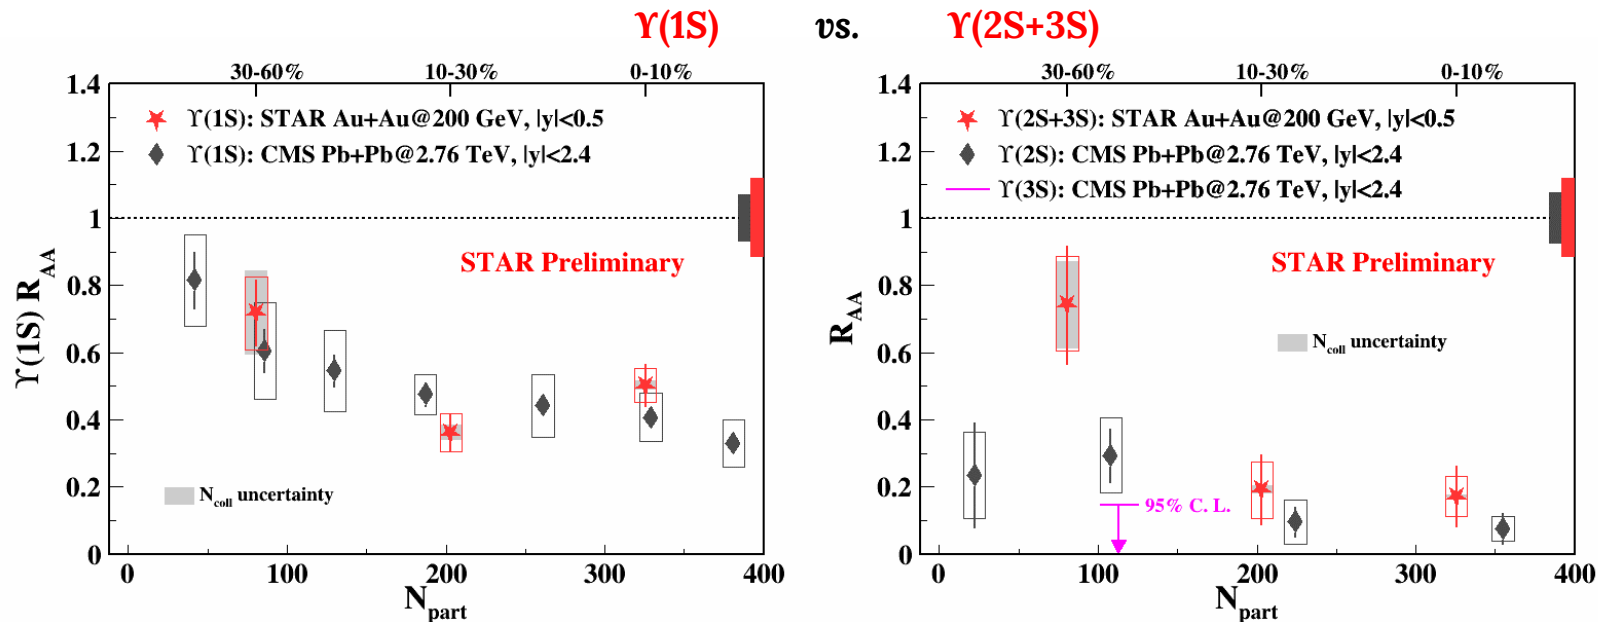 ϒ(1S) vs. ϒ(2S+3S)
30-60% 10-30% 0-10%
1.4
1.2
1
0.8
0.6
0.4
0.2
0
ϒ(1S) R_AA
ϒ(1S): STAR Au+Au@200 GeV, |y|<0.5
ϒ(1S): CMS Pb+Pb@2.76 TeV, |y|<2.4
STAR Preliminary
N_coll uncertainty
0 100 200 300 400
N_part
30-60% 10-30% 0-10%
1.4
1.2
1
0.8
0.6
0.4
0.2
0
R_AA
ϒ(2S+3S): STAR Au+Au@200 GeV, |y|<0.5
ϒ(2S): CMS Pb+Pb@2.76 TeV, |y|<2.4
ϒ(3S): CMS Pb+Pb@2.76 TeV, |y|<2.4
STAR Preliminary
N_coll uncertainty
95% C. L.
0 100 200 300 400
N_part